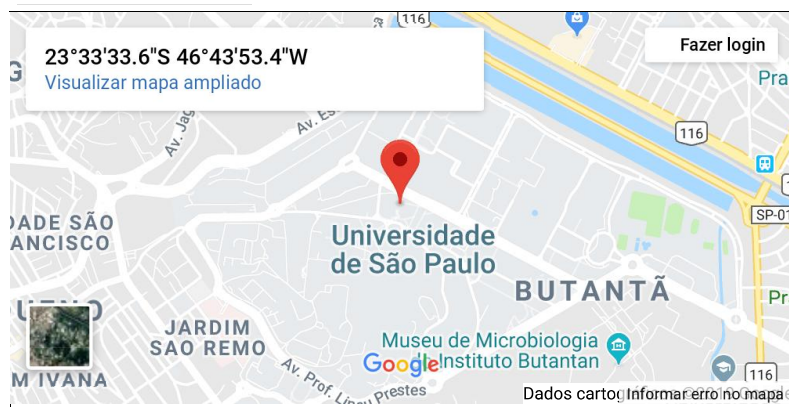 116
23°33'33.6"S 46°43'53.4"W
Visualizar mapa ampliado
Fazer login
G
Pra
Av. Jag
Av. Es
116
DADE SÃO
ANCISCO
SP-01
Universidade
de São Paulo
BUTANTÃ
Pr
JARDIM
SAO REMO
Museu de Microbiologia
Instituto Butantan
Google
M IVANA
Av. Prof. Lineu Prestes
116
Dados cartog
Informar erro no mapa